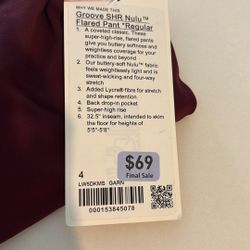 WHY WE MADE THIS
Groove SHR Nulu™
Flared Pant *Regular
1. A coveted classic. These
super-high-rise, flared pants
give you buttery softness and
weightless coverage for your
practice and beyond
2. Our buttery-soft Nulu™ fabric
feels weightlessly light and is
sweat-wicking and four-way
stretch
3. Added Lycra® fibre for stretch
and shape retention
4. Back drop-in pocket
5. Super-high rise
6. 32.5" inseam, intended to skim
the floor for heights of
5'5"-5'8"
$69
Final Sale
4
LW5DKMS GARN
000153845078